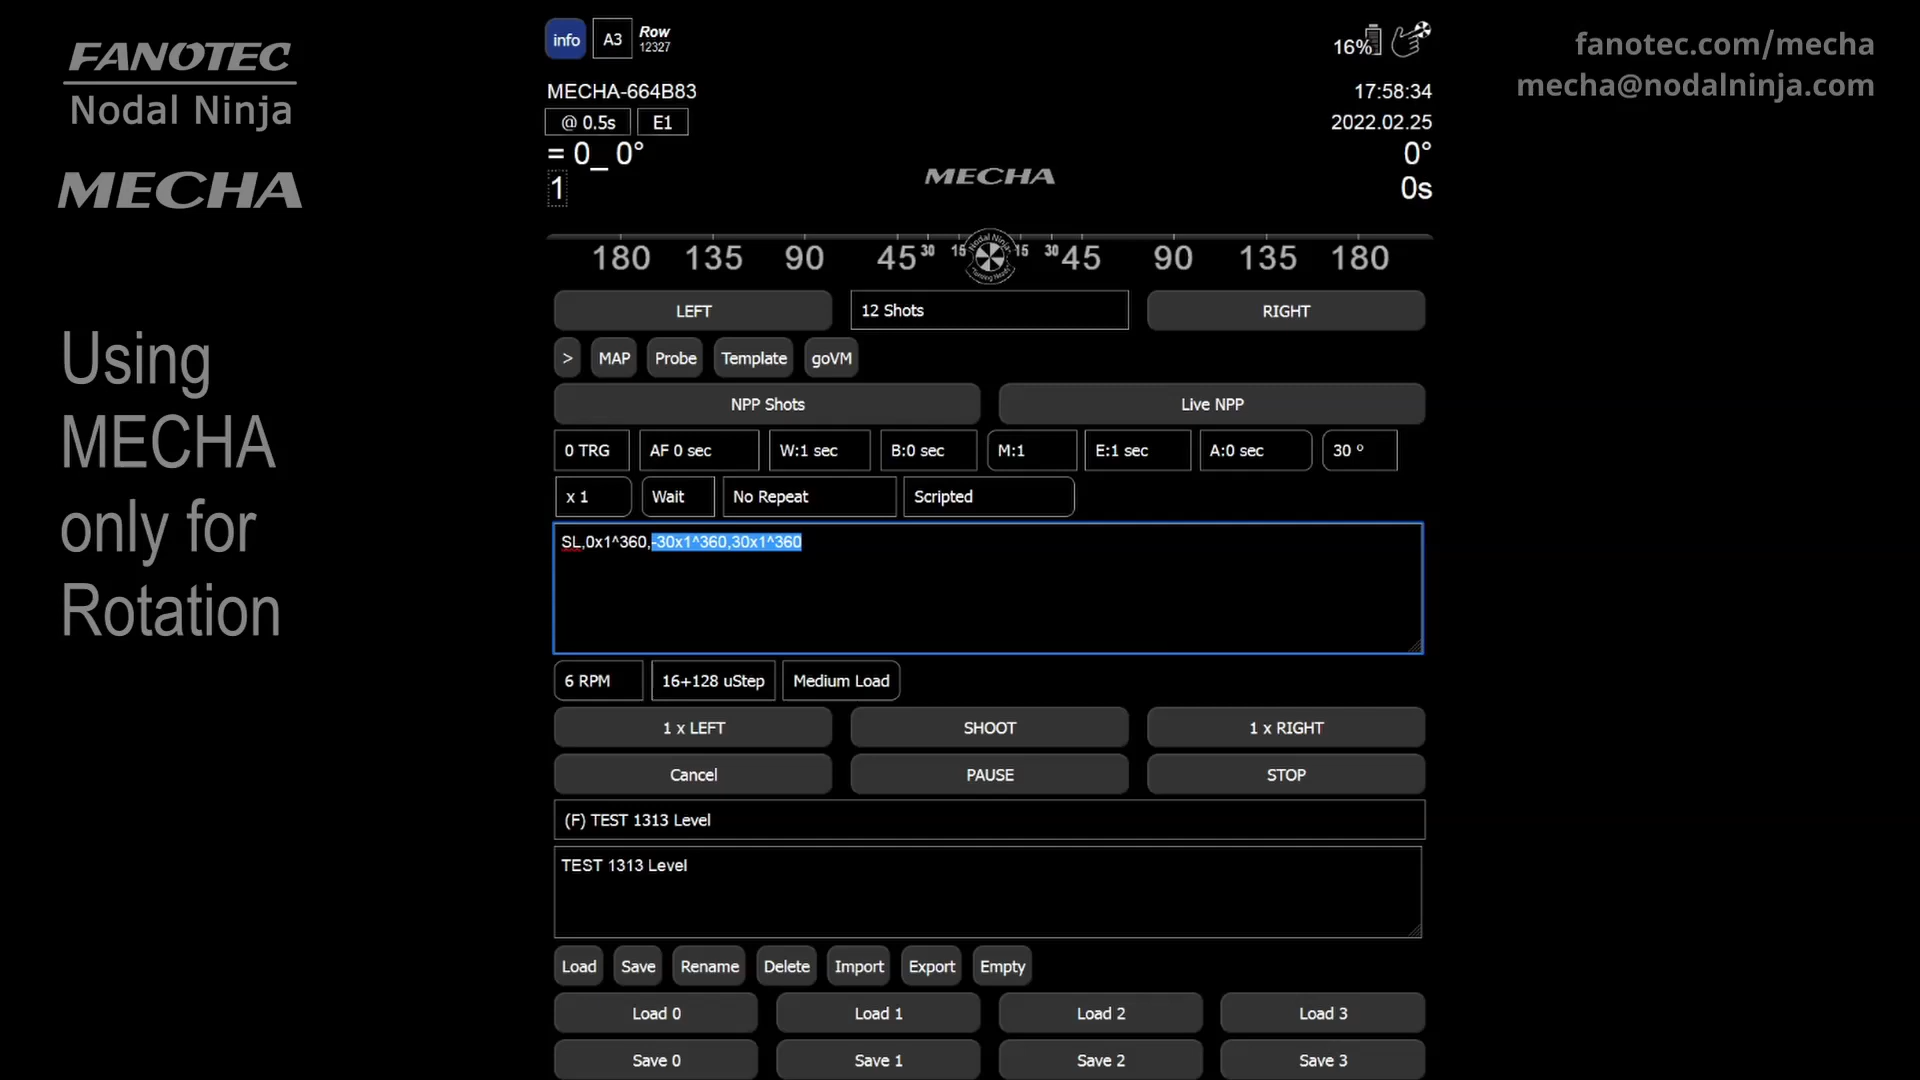 FANOTEC
Nodal Ninja
MECHA
Using
MECHA
only for
Rotation
info A3 Row
12327
16%
MECHA-664B83 17:58:34
@ 0.5s E1 2022.02.25
= 0_ 0° 0°
1 MECHA 0s
180 135 90 45 30 15 Nodal Ninja 15 30 45 90 135 180
LEFT 12 Shots RIGHT
> MAP Probe Template goVM
NPP Shots Live NPP
0 TRG AF 0 sec W:1 sec B:0 sec M:1 E:1 sec A:0 sec 30 º
x 1 Wait No Repeat Scripted
SL,0x1^360,-30x1^360,30x1^360
6 RPM 16+128 uStep Medium Load
1 x LEFT SHOOT 1 x RIGHT
Cancel PAUSE STOP
(F) TEST 1313 Level
TEST 1313 Level
Load Save Rename Delete Import Export Empty
Load 0 Load 1 Load 2 Load 3
Save 0 Save 1 Save 2 Save 3
fanotec.com/mecha
mecha@nodalninja.com